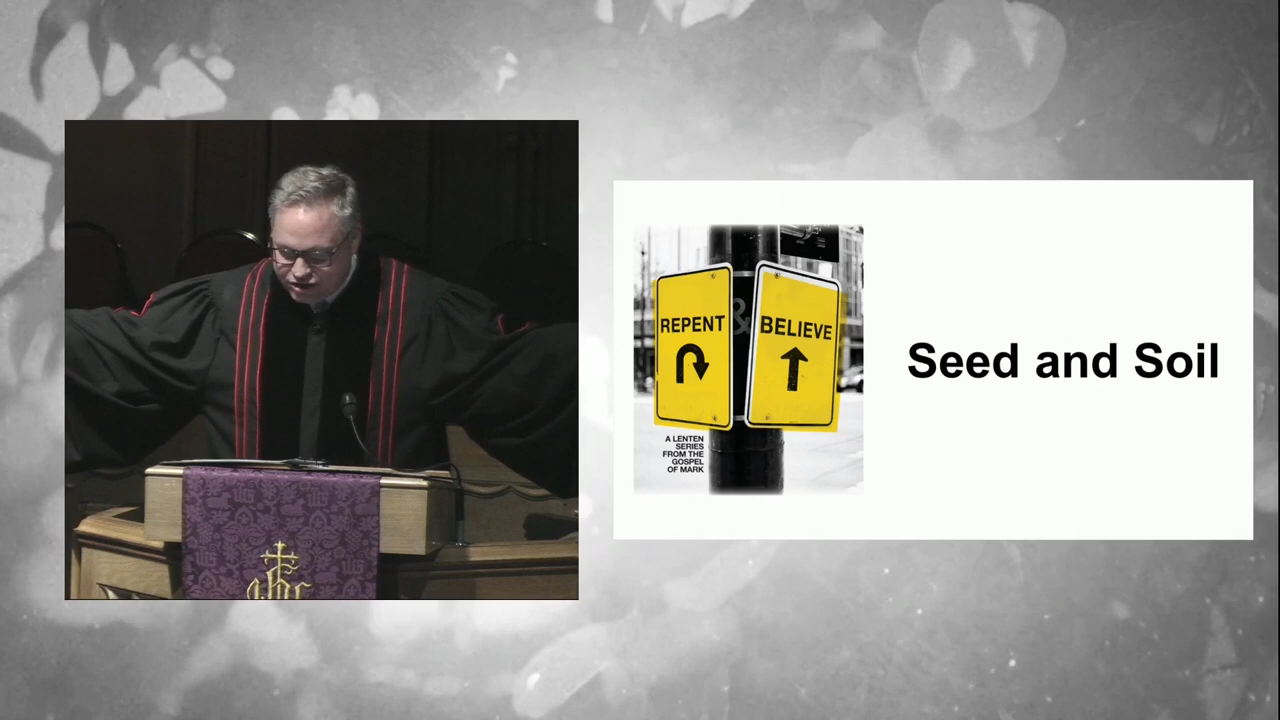 REPENT
&
BELIEVE
A LENTEN
SERIES
FROM THE
GOSPEL
OF MARK
Seed and Soil